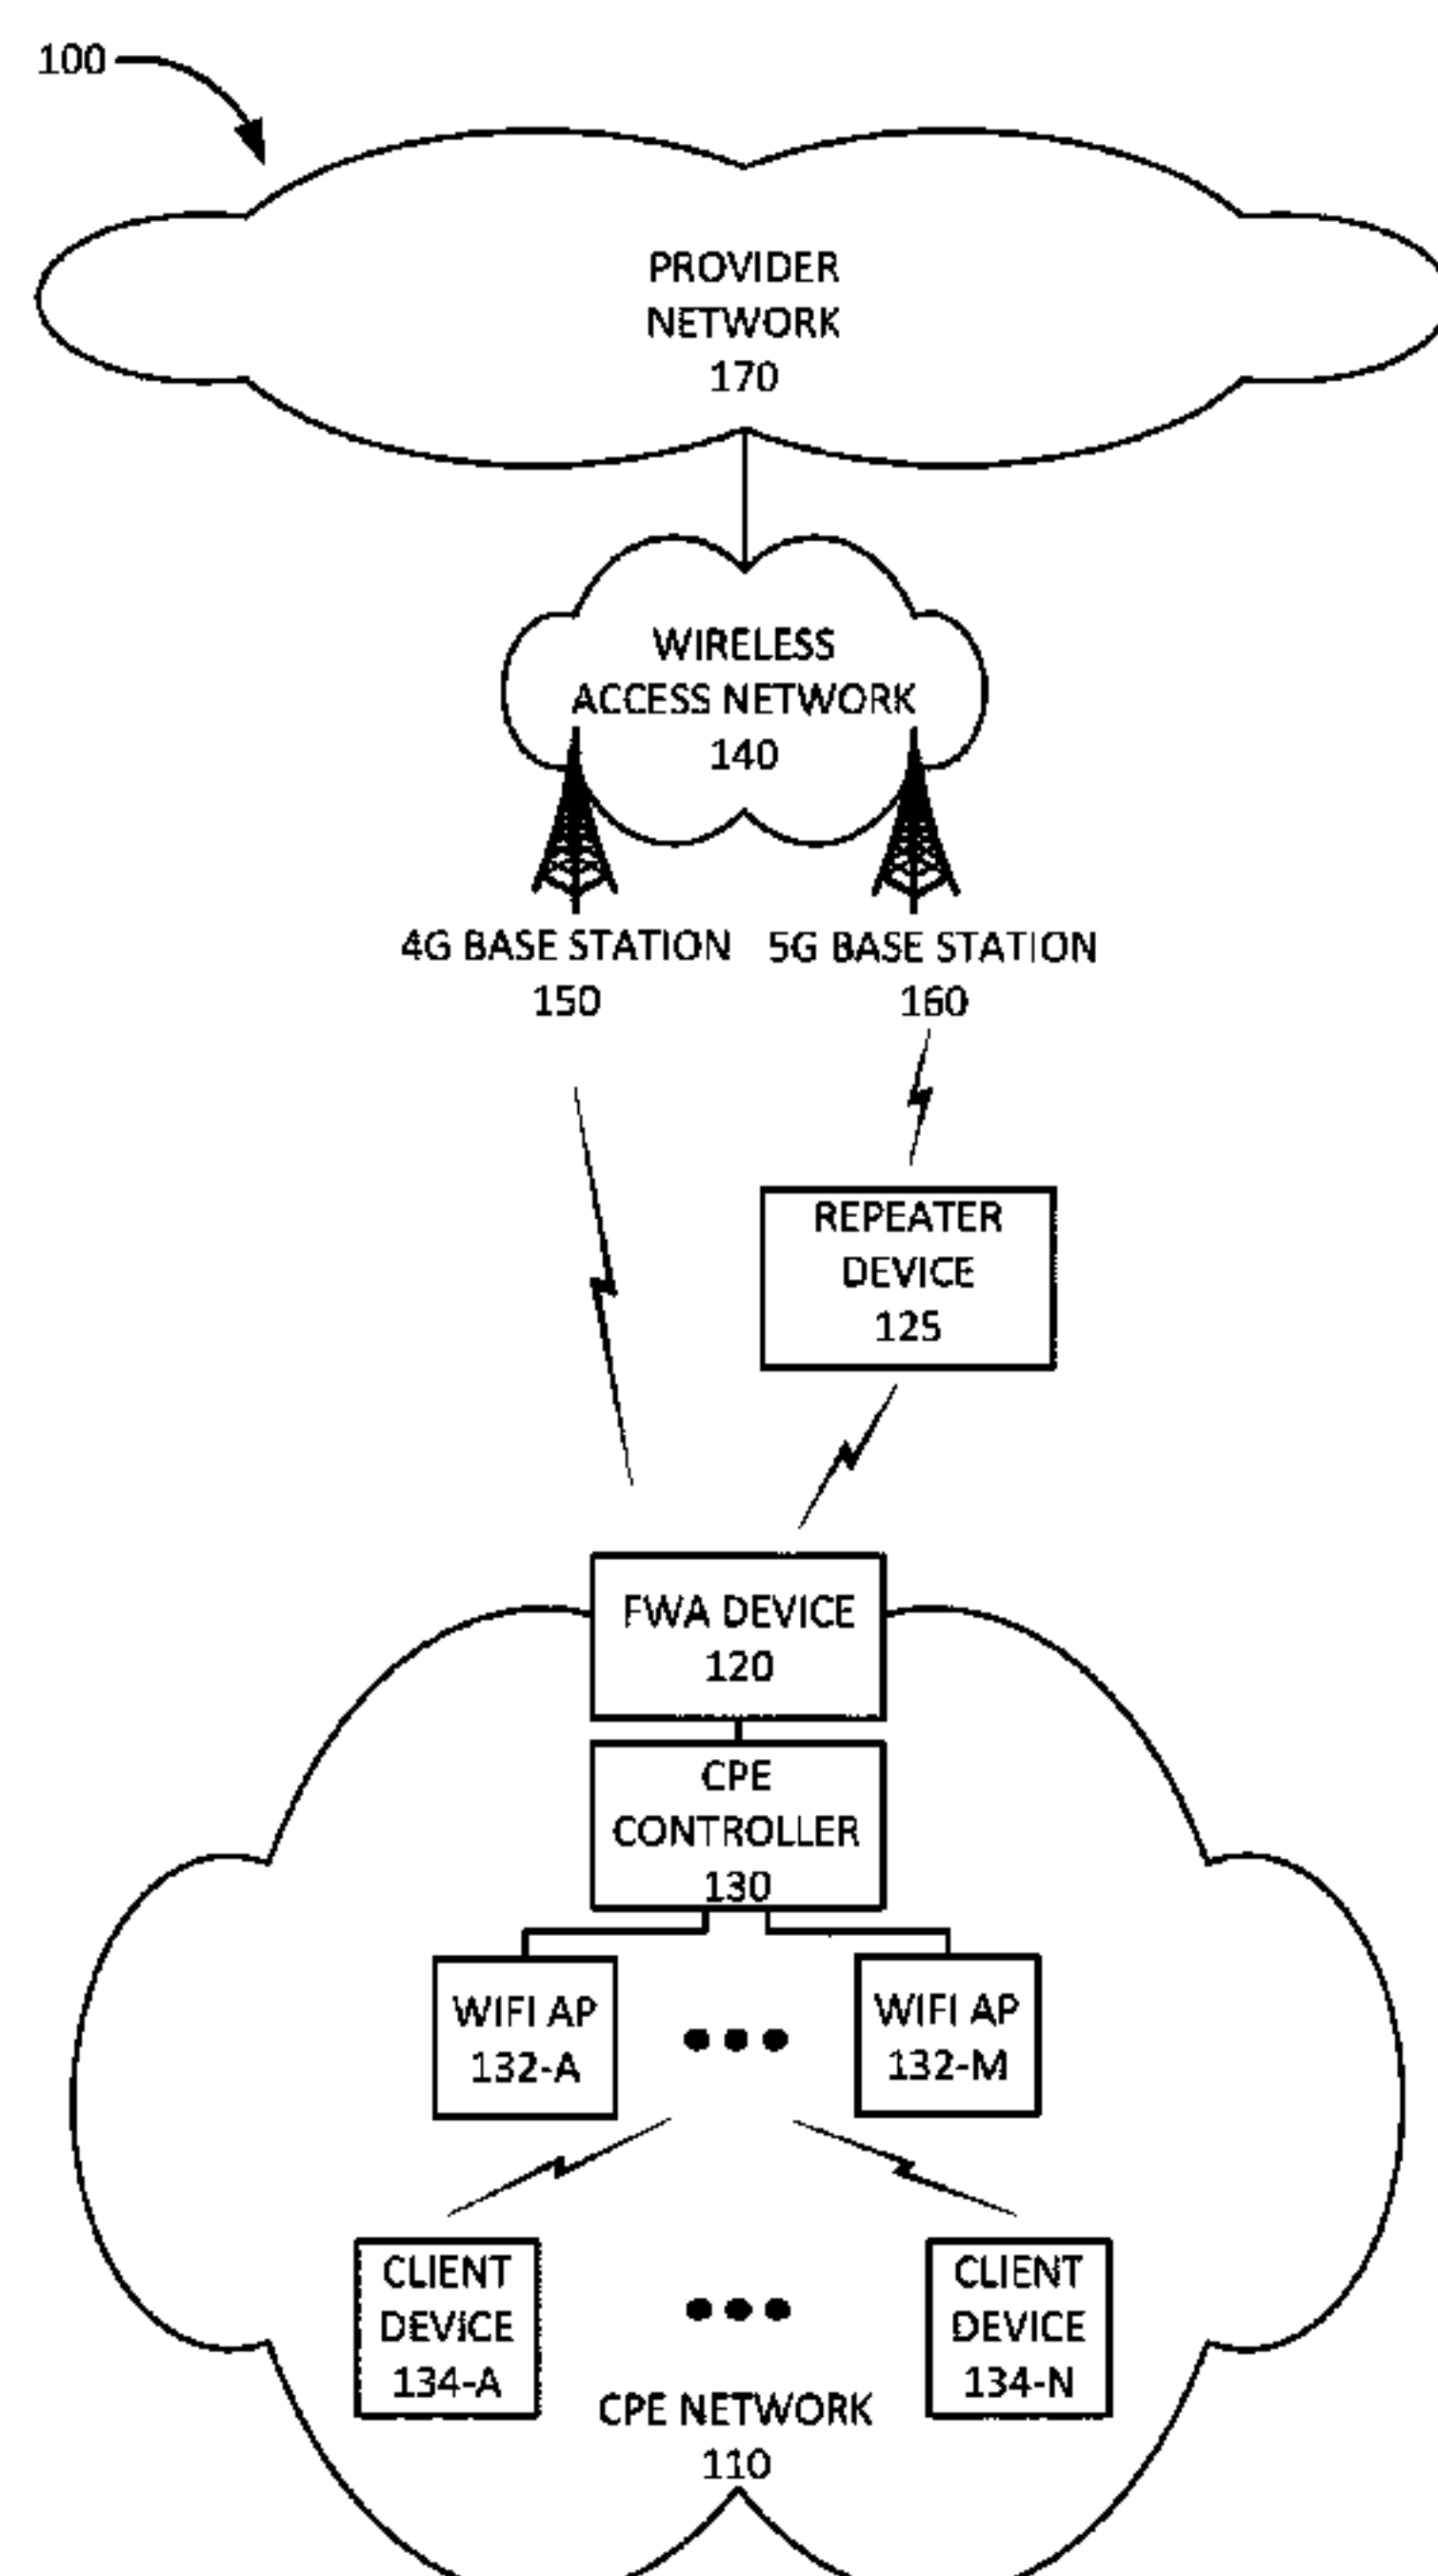 100
PROVIDER
NETWORK
170
WIRELESS
ACCESS NETWORK
140
4G BASE STATION
150
5G BASE STATION
160
REPEATER
DEVICE
125
FWA DEVICE
120
CPE
CONTROLLER
130
WIFI AP
132-A
WIFI AP
132-M
CLIENT
DEVICE
134-A
CLIENT
DEVICE
134-N
CPE NETWORK
110